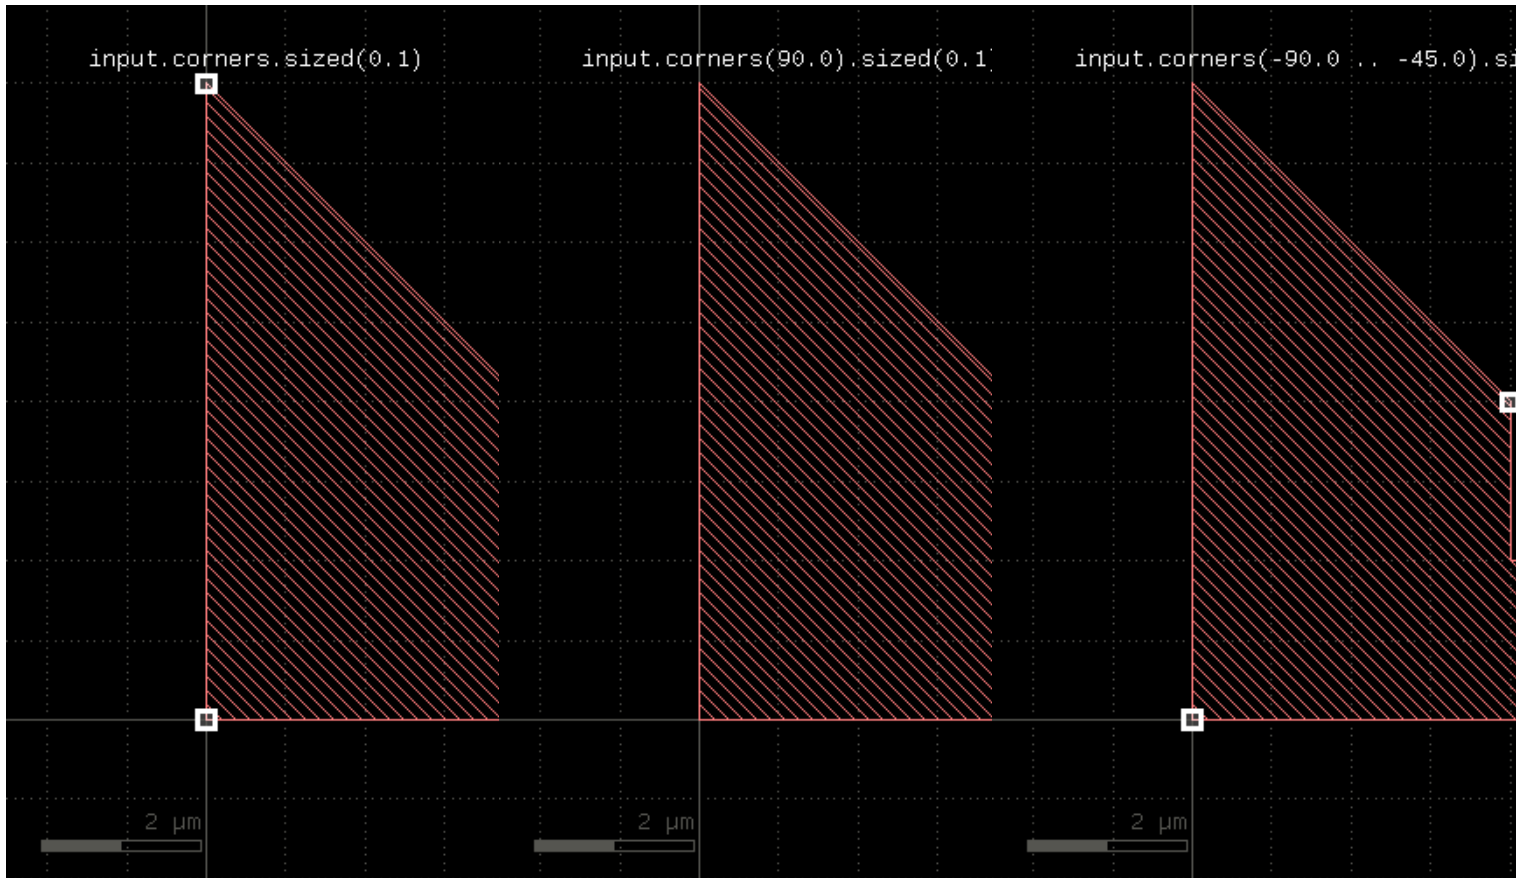 input.corners.sized(0.1)
input.corners(90.0).sized(0.1)
input.corners(-90.0 .. -45.0).si
2 µm
2 µm
2 µm